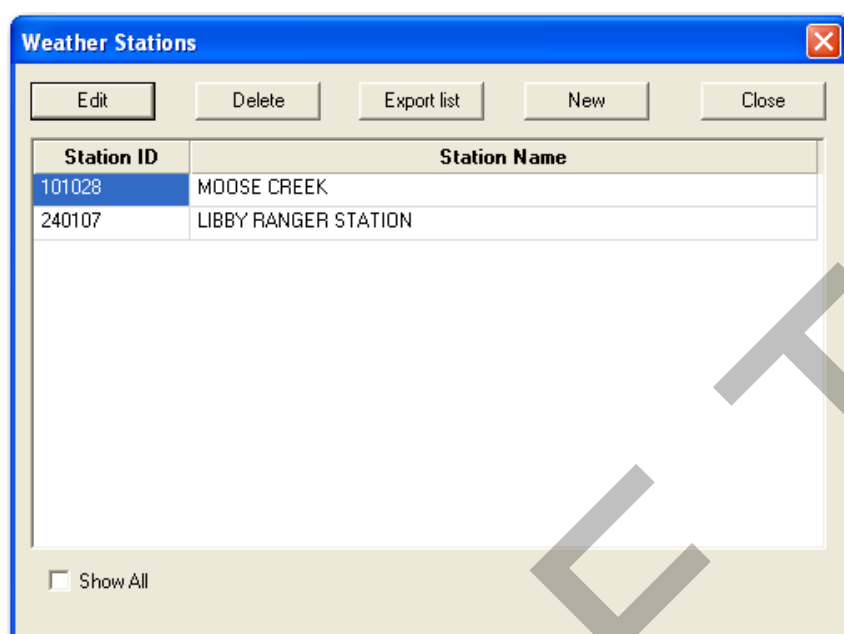 Weather Stations
Edit Delete Export list New Close
Station ID Station Name
101028 MOOSE CREEK
240107 LIBBY RANGER STATION
Show All